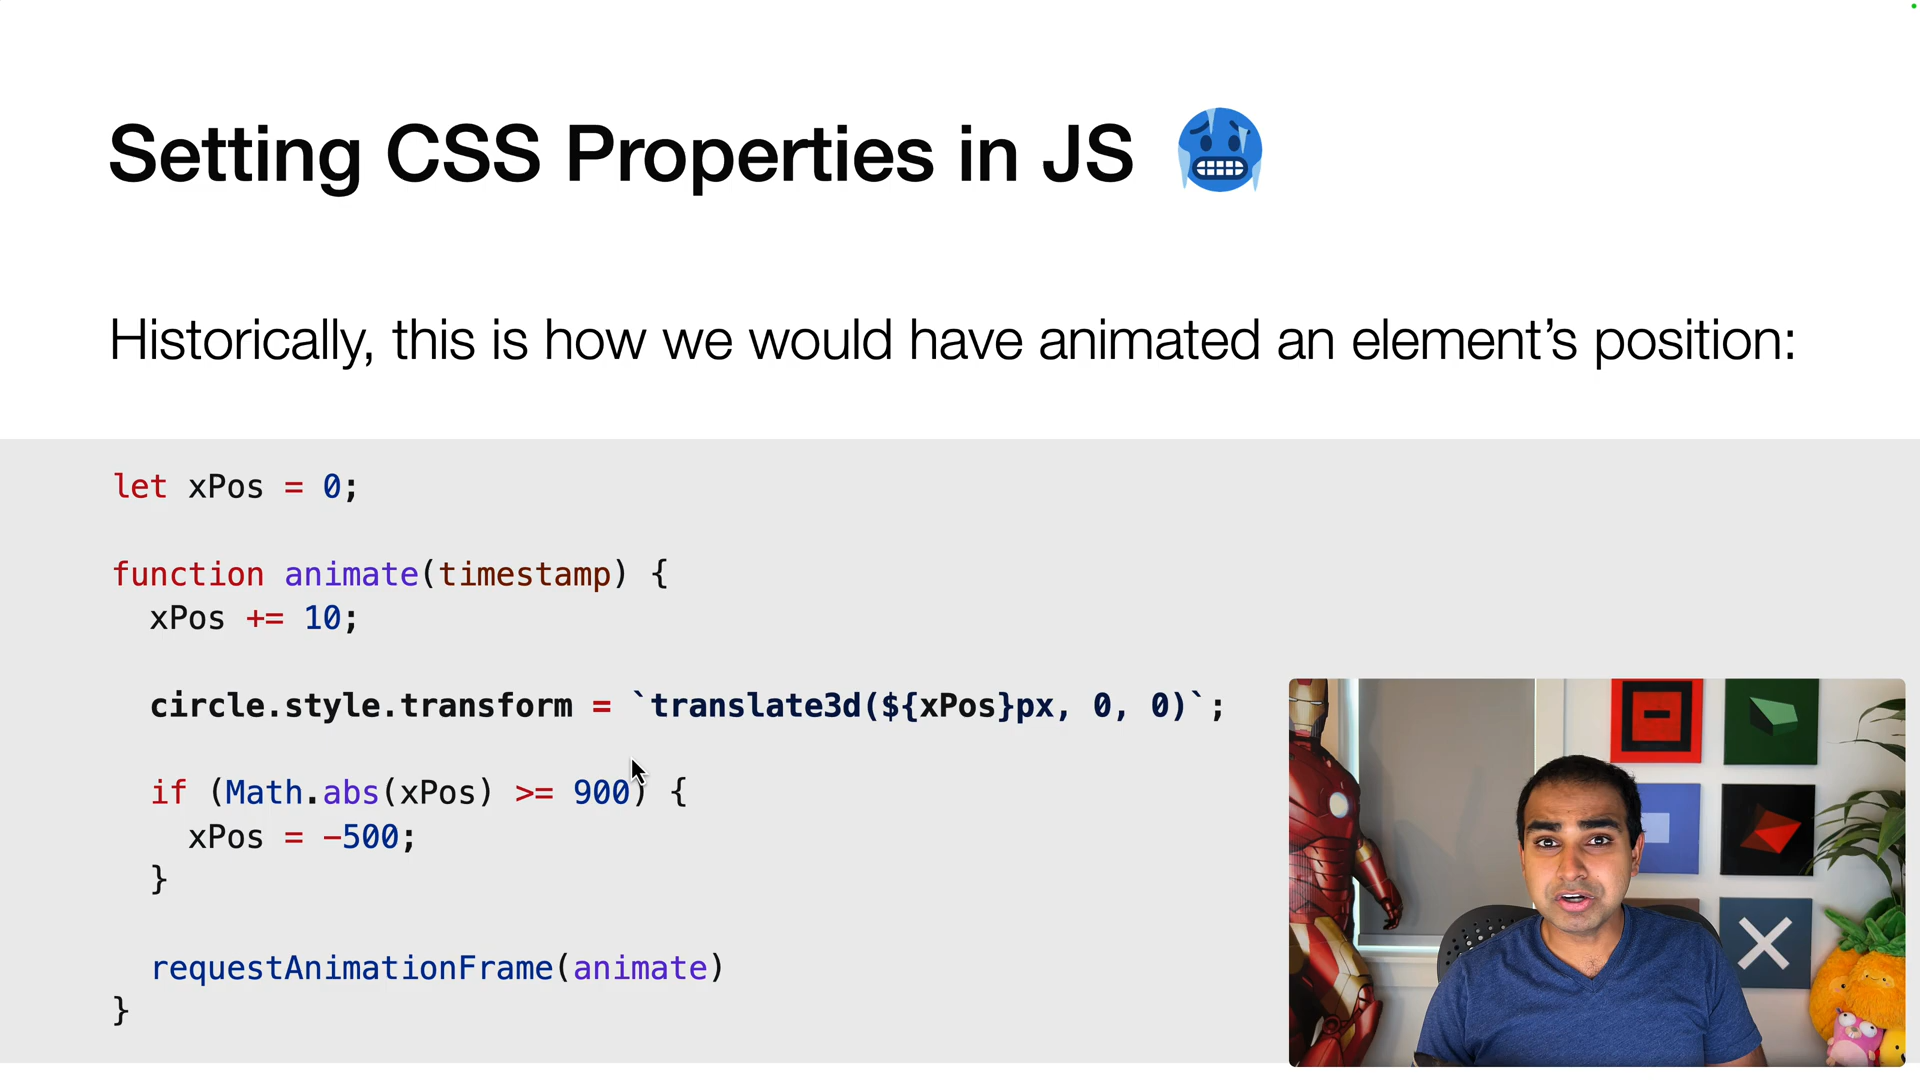 Setting CSS Properties in JS
Historically, this is how we would have animated an element’s position:
let xPos = 0;
function animate(timestamp) {
xPos += 10;
circle.style.transform = `translate3d(${xPos}px, 0, 0)`;
if (Math.abs(xPos) >= 900) {
xPos = -500;
}
requestAnimationFrame(animate)
}